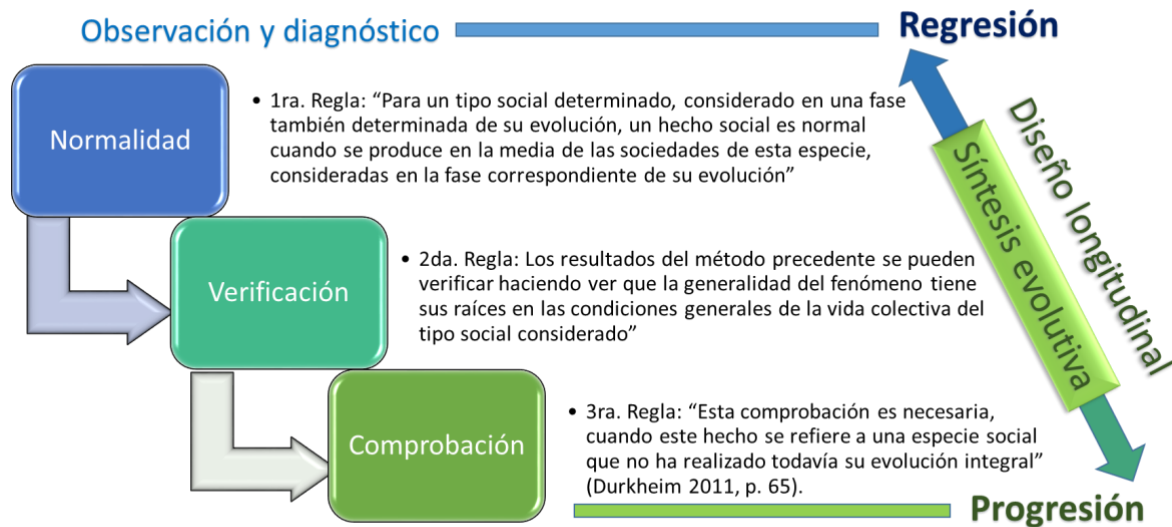 Observación y diagnóstico
Regresión
Normalidad
• 1ra. Regla: “Para un tipo social determinado, considerado en una fase
también determinada de su evolución, un hecho social es normal
cuando se produce en la media de las sociedades de esta especie,
consideradas en la fase correspondiente de su evolución”
Verificación
• 2da. Regla: Los resultados del método precedente se pueden
verificar haciendo ver que la generalidad del fenómeno tiene
sus raíces en las condiciones generales de la vida colectiva del
tipo social considerado”
Comprobación
• 3ra. Regla: “Esta comprobación es necesaria,
cuando este hecho se refiere a una especie social
que no ha realizado todavía su evolución integral”
(Durkheim 2011, p. 65).
Síntesis evolutiva
Diseño longitudinal
Progresión